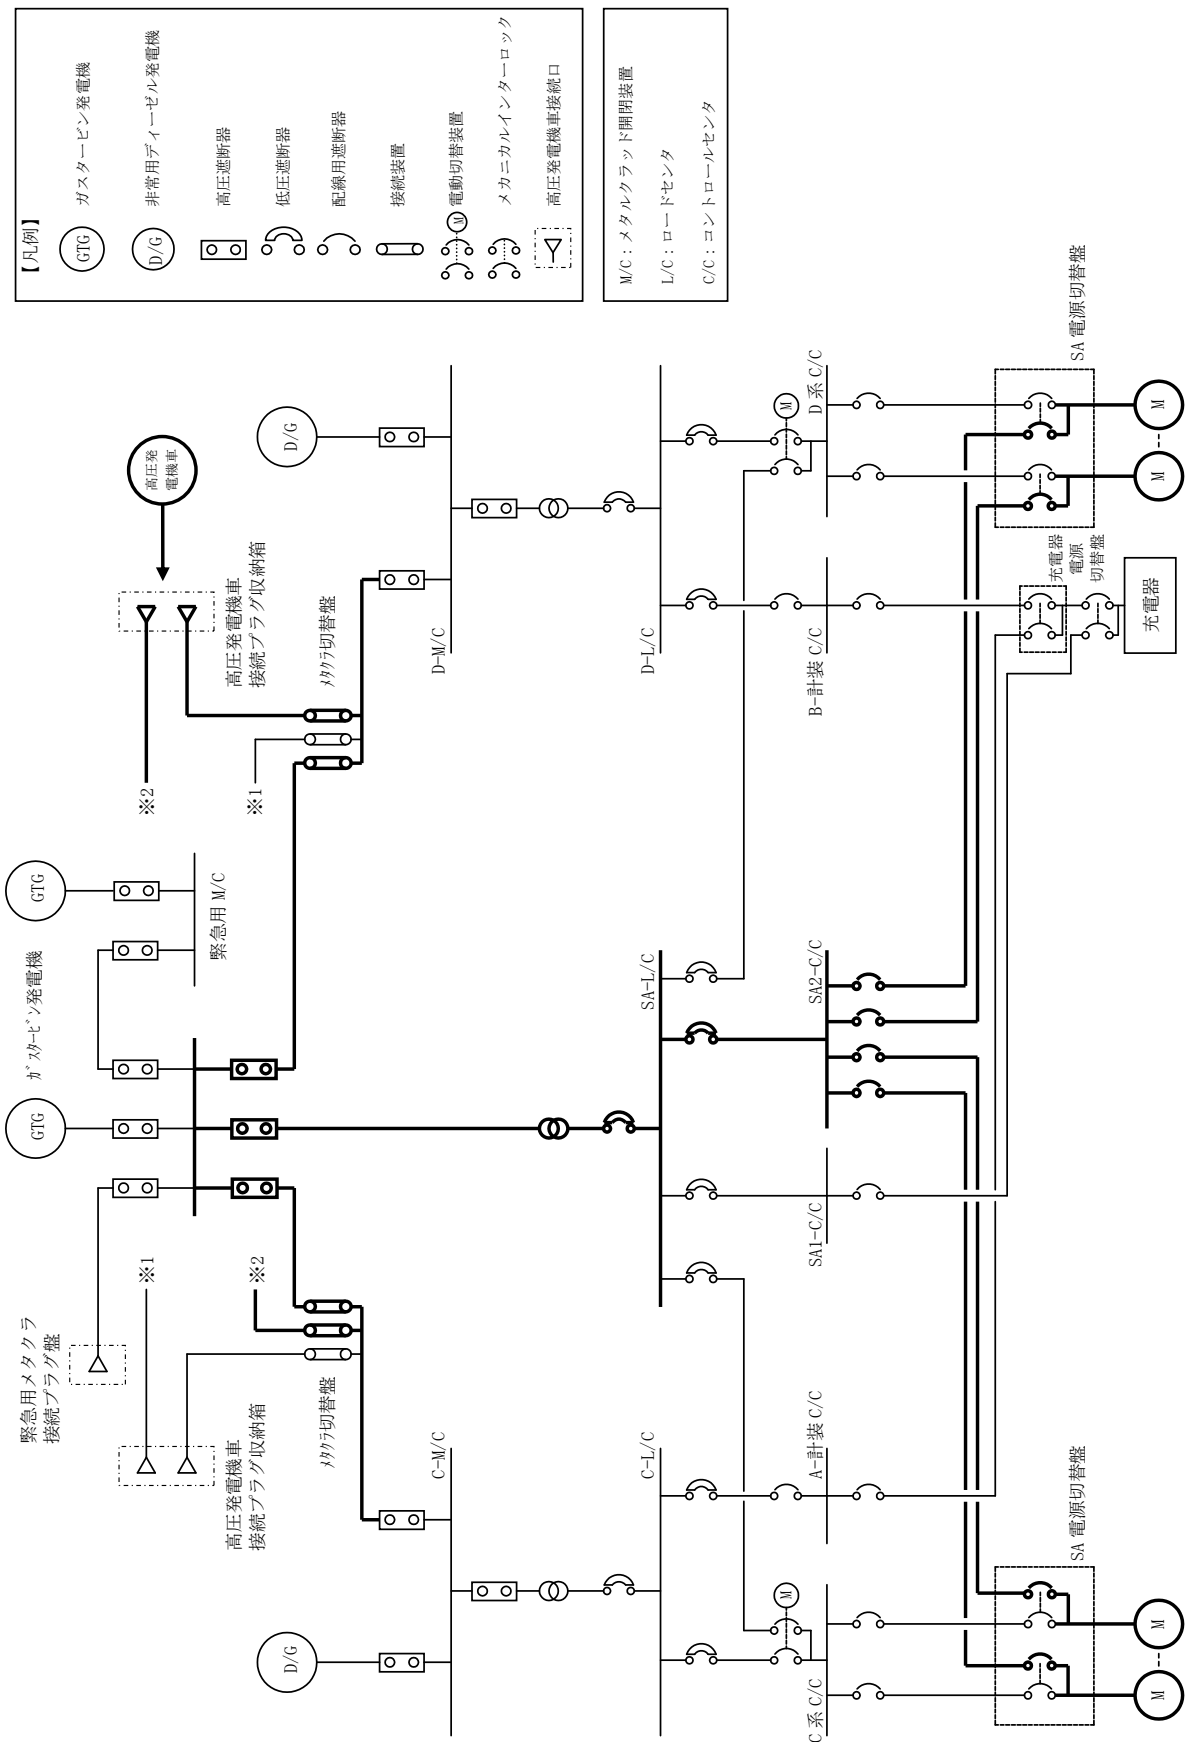 【凡例】
GTG
ガスタービン発電機
D/G
非常用ディーゼル発電機
高圧遮断器
低圧遮断器
配線用遮断器
接続装置
M
電動切替装置
メカニカルインターロック
高圧発電機車接続口
M/C：メタルクラッド開閉装置
L/C：ロードセンタ
C/C：コントロールセンタ
GTG
GTG
ｶﾞｽﾀｰﾋﾞﾝ発電機
緊急用 M/C
緊急用メタクラ
接続プラグ盤
※1
※2
高圧発電機車
接続プラグ収納箱
ﾒﾀｸﾗ切替盤
高圧発
電機車
高圧発電機車
接続プラグ収納箱
ﾒﾀｸﾗ切替盤
※2
※1
D/G
D/G
C-M/C
D-M/C
C-L/C
SA-L/C
D-L/C
M
M
C 系 C/C
A-計装 C/C
SA1-C/C
SA2-C/C
B-計装 C/C
D 系 C/C
SA 電源切替盤
SA 電源切替盤
充電器
電源
切替盤
充電器
M
M
M
M